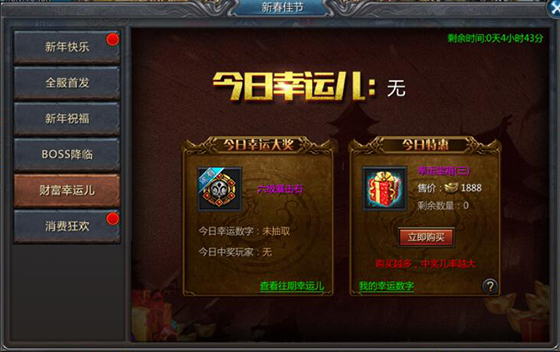 新春佳节
剩余时间:0天4小时43分
新年快乐
全服首发
新年祝福
BOSS降临
财富幸运儿
消费狂欢
今日幸运儿：无
今日幸运大奖
六级暴击石
今日幸运数字：未抽取
今日中奖玩家：无
查看往期幸运儿
今日特惠
幸运宝箱(三)
售价：1888
剩余数量：0
立即购买
购买越多，中奖几率越大
我的幸运数字
?